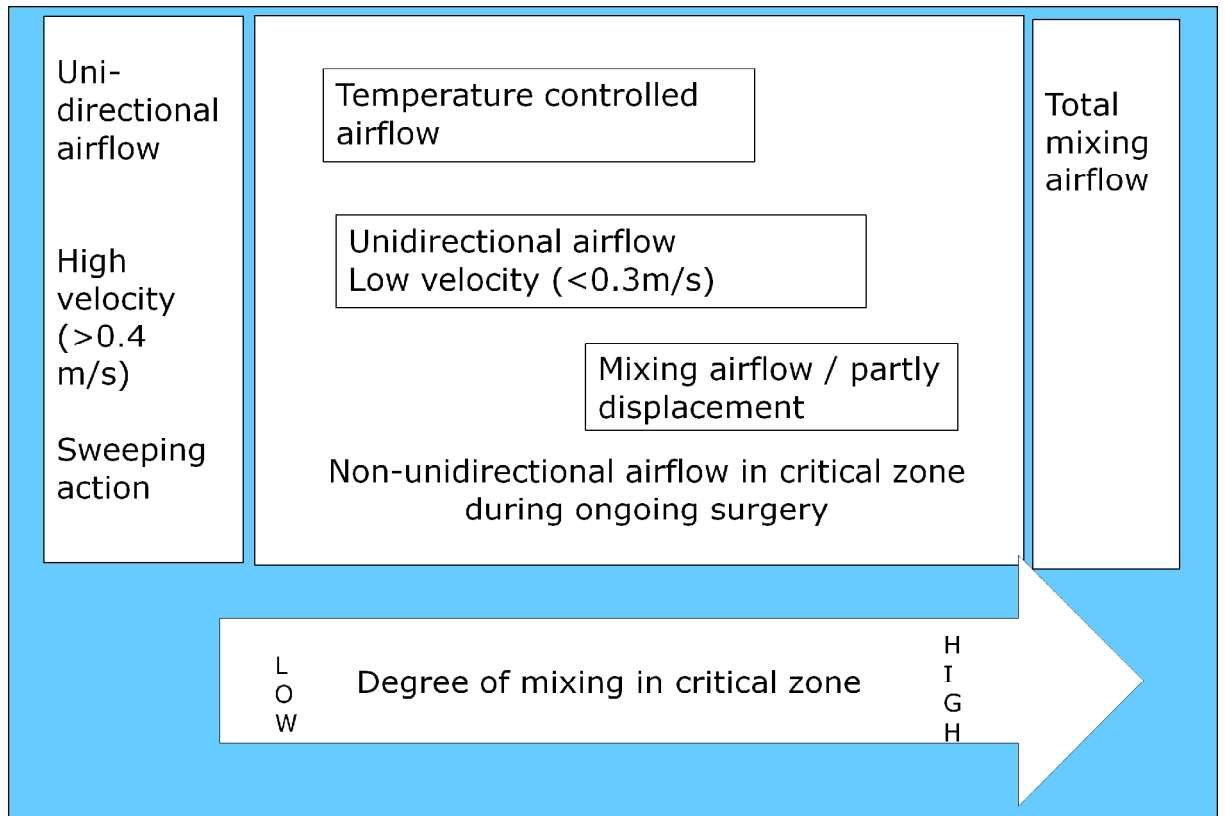 Uni-
directional
airflow
High
velocity
(>0.4
m/s)
Sweeping
action
Temperature controlled
airflow
Unidirectional airflow
Low velocity (<0.3m/s)
Mixing airflow / partly
displacement
Non-unidirectional airflow in critical zone
during ongoing surgery
Total
mixing
airflow
LOW
Degree of mixing in critical zone
HIGH